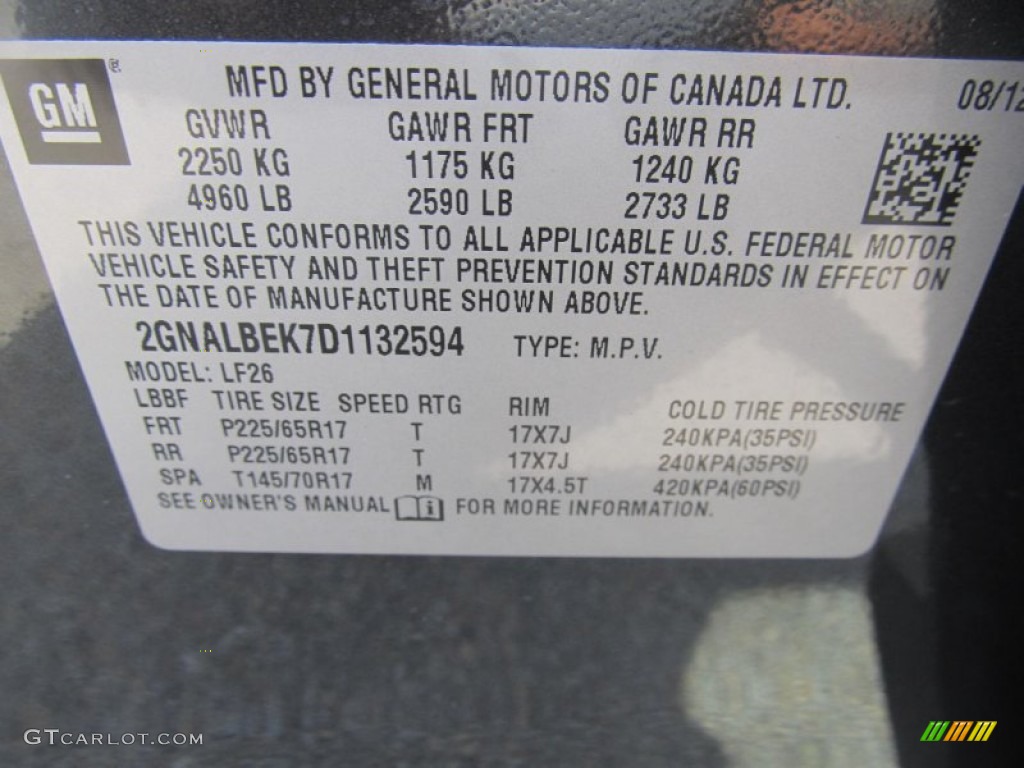 GM®
MFD BY GENERAL MOTORS OF CANADA LTD. 08/12
GVWR GAWR FRT GAWR RR
2250 KG 1175 KG 1240 KG
4960 LB 2590 LB 2733 LB
THIS VEHICLE CONFORMS TO ALL APPLICABLE U.S. FEDERAL MOTOR
VEHICLE SAFETY AND THEFT PREVENTION STANDARDS IN EFFECT ON
THE DATE OF MANUFACTURE SHOWN ABOVE.
2GNALBEK7D1132594 TYPE: M.P.V.
MODEL: LF26
LBBF TIRE SIZE SPEED RTG RIM COLD TIRE PRESSURE
FRT P225/65R17 T 17X7J 240KPA(35PSI)
RR P225/65R17 T 17X7J 240KPA(35PSI)
SPA T145/70R17 M 17X4.5T 420KPA(60PSI)
SEE OWNER'S MANUAL FOR MORE INFORMATION.
GTCARLOT.COM